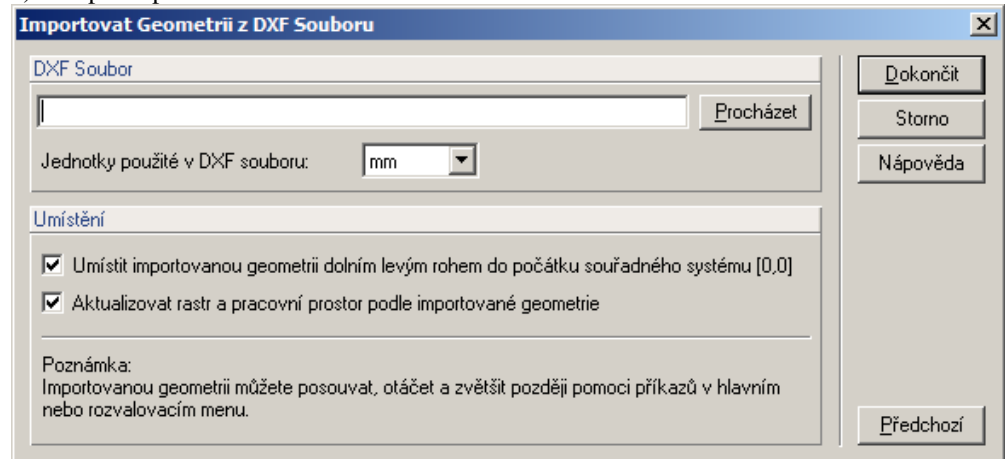 Importovat Geometrii z DXF Souboru
DXF Soubor
Procházet
Jednotky použité v DXF souboru:
mm
Umístění
Umístit importovanou geometrii dolním levým rohem do počátku souřadného systému [0,0]
Aktualizovat rastr a pracovní prostor podle importované geometrie
Poznámka:
Importovanou geometrii můžete posouvat, otáčet a zvětšit později pomoci příkazů v hlavním
nebo rozvalovacím menu.
Dokončit
Storno
Nápověda
Předchozí